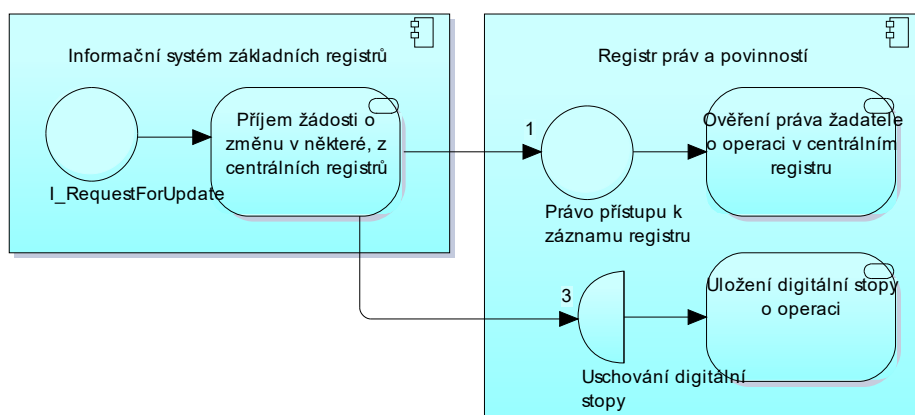 Informační systém základních registrů
Příjem žádosti o
změnu v některé, z
centrálních registrů
I_RequestForUpdate
Registr práv a povinností
1
Ověření práva žadatele
o operaci v centrálním
registru
Právo přístupu k
záznamu registru
3
Uložení digitální stopy
o operaci
Uschování digitální
stopy